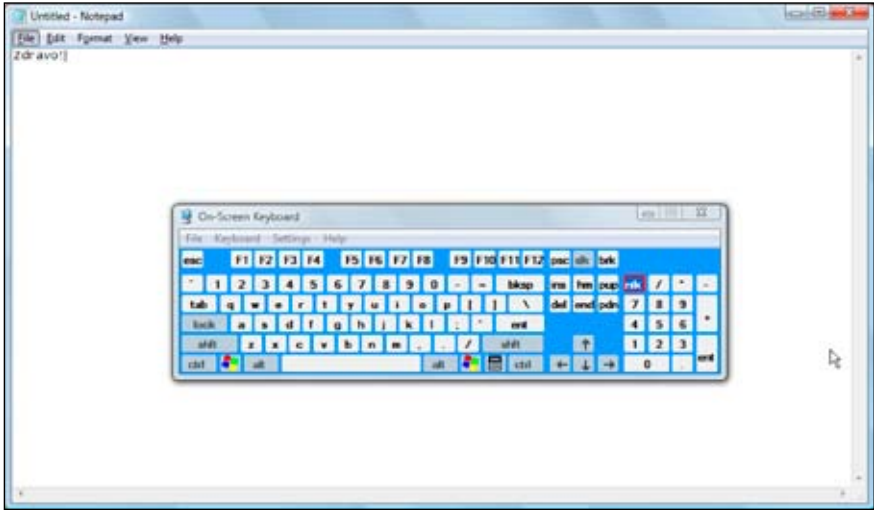 Untitled - Notepad
File Edit Format View Help
Zdravo!
On-Screen Keyboard
File Keyboard Settings Help
esc F1 F2 F3 F4 F5 F6 F7 F8 F9 F10 F11 F12 psc slk brk
` 1 2 3 4 5 6 7 8 9 0 - = bksp ins hm pup nlk / * -
tab q w e r t y u i o p [ ] \ del end pdn 7 8 9 +
lock a s d f g h j k l ; ' ent 4 5 6
shft z x c v b n m , . / shft ↑ 1 2 3 ent
ctrl alt alt ctrl ← ↓ → 0 .